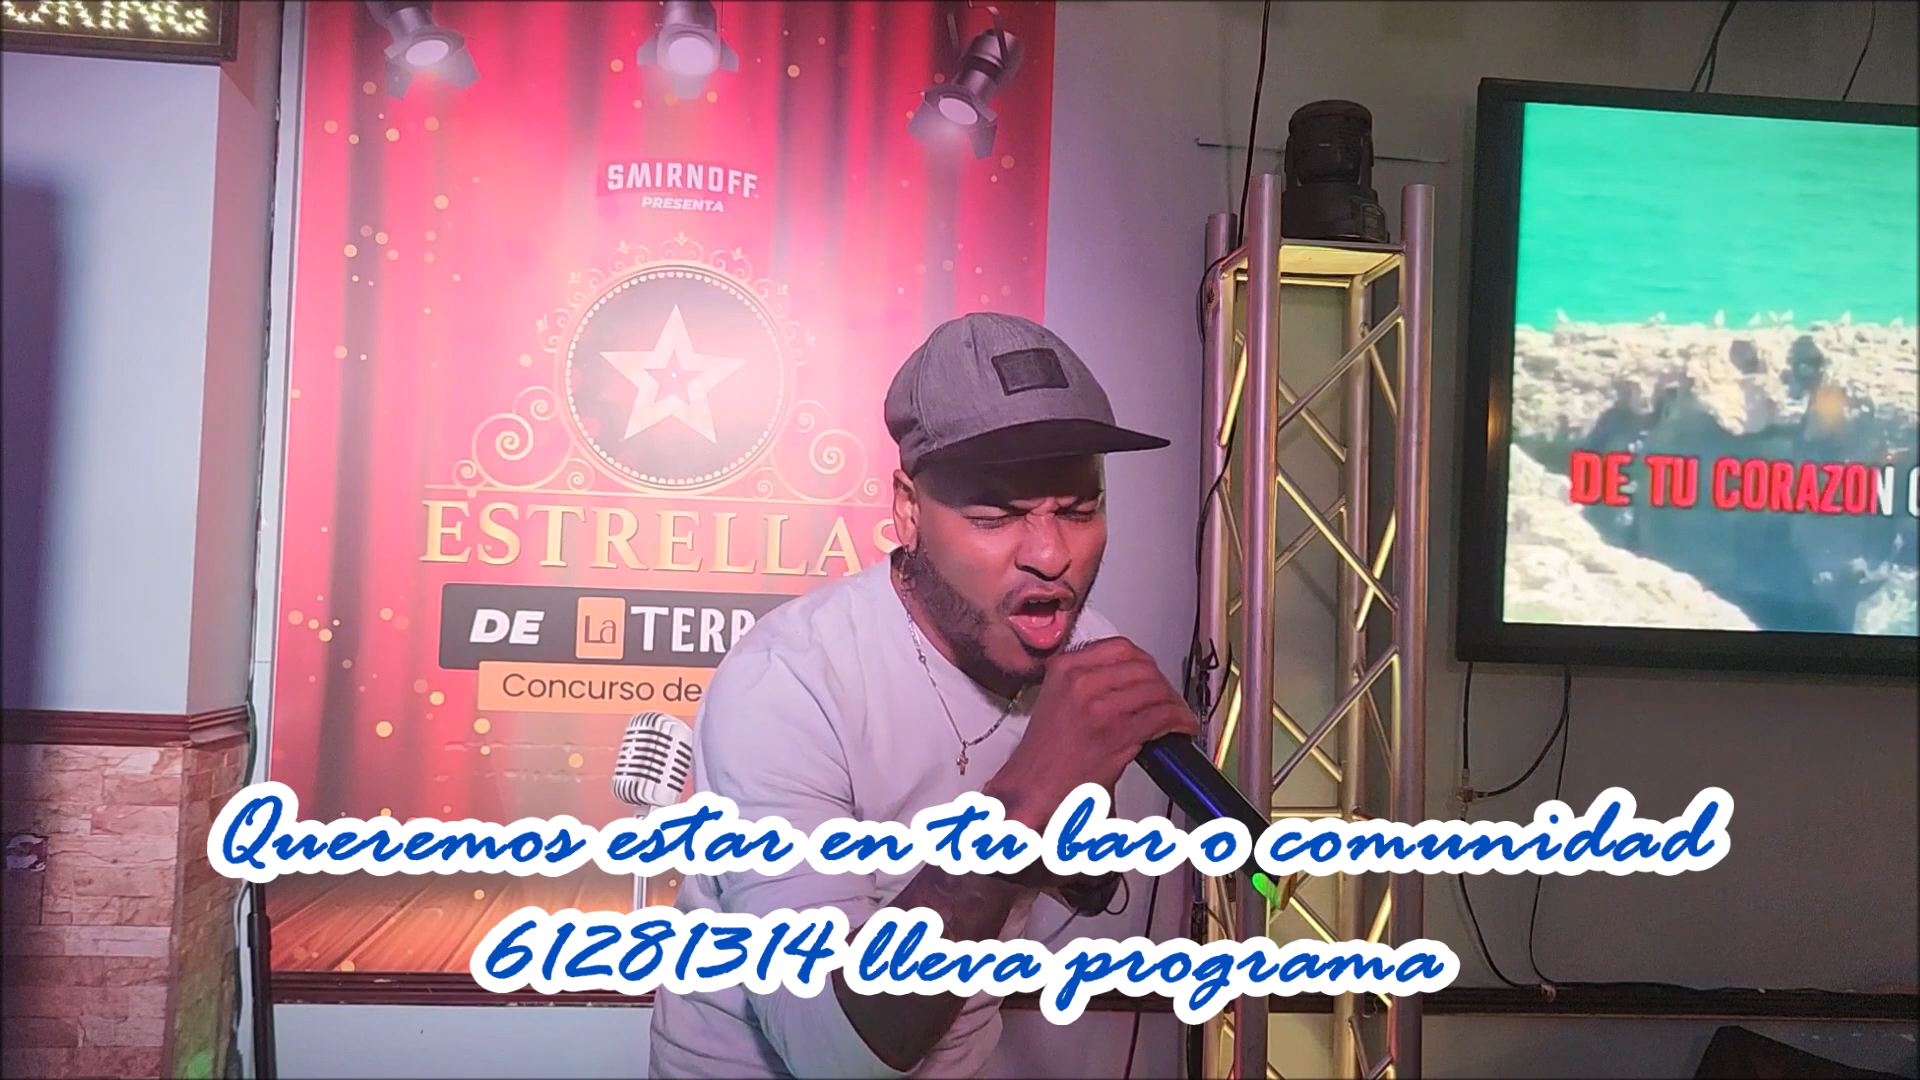 SMIRNOFF
PRESENTA
ESTRELLAS
DE La TERR
Concurso de
DE TU CORAZON
Queremos estar en tu bar o comunidad
61281314 lleva programa